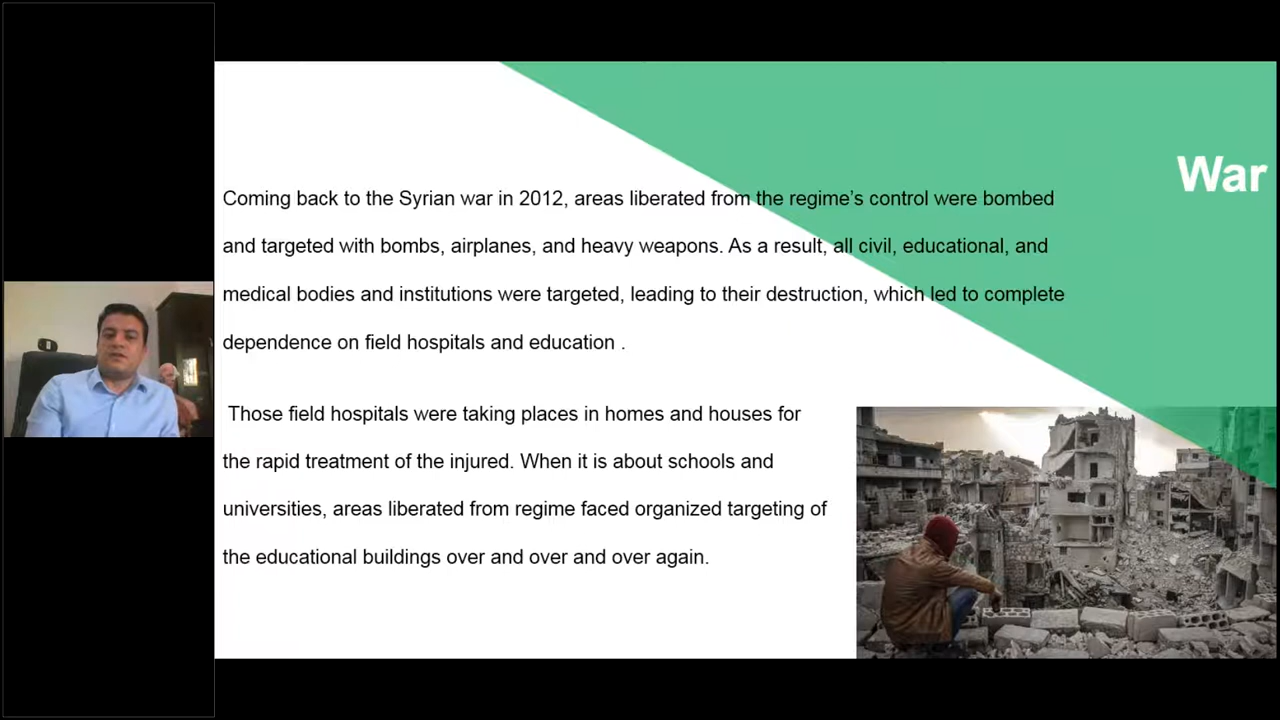 War
Coming back to the Syrian war in 2012, areas liberated from the regime’s control were bombed
and targeted with bombs, airplanes, and heavy weapons. As a result, all civil, educational, and
medical bodies and institutions were targeted, leading to their destruction, which led to complete
dependence on field hospitals and education .
Those field hospitals were taking places in homes and houses for
the rapid treatment of the injured. When it is about schools and
universities, areas liberated from regime faced organized targeting of
the educational buildings over and over and over again.